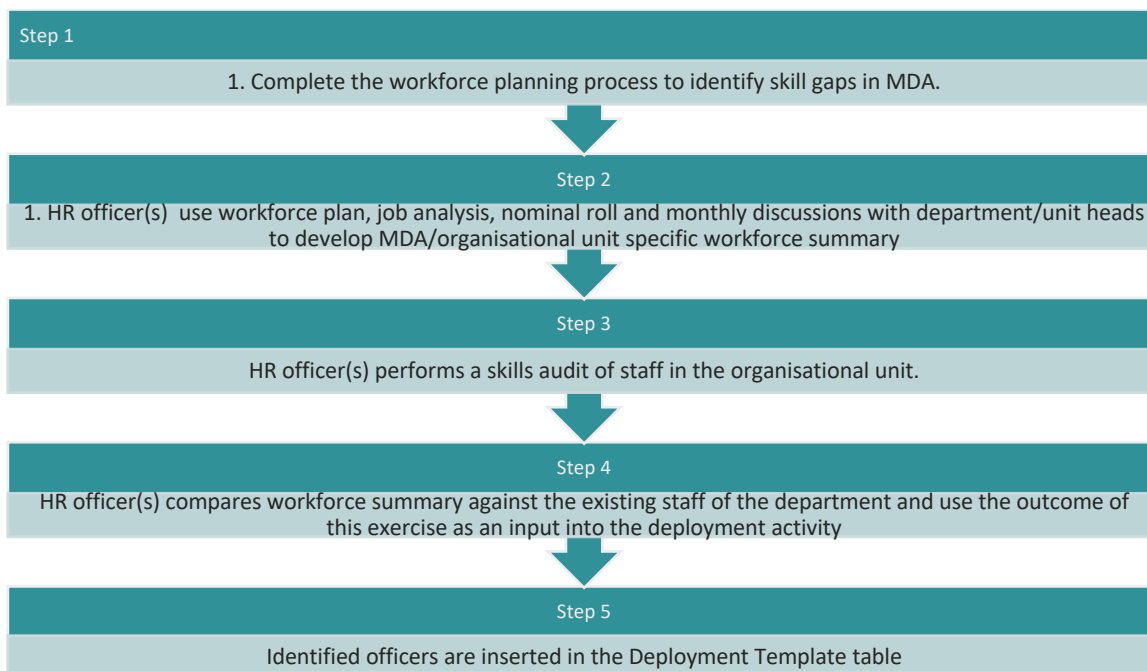 Step 1
1. Complete the workforce planning process to identify skill gaps in MDA.
Step 2
1. HR officer(s)  use workforce plan, job analysis, nominal roll and monthly discussions with department/unit heads
to develop MDA/organisational unit specific workforce summary
Step 3
HR officer(s) performs a skills audit of staff in the organisational unit.
Step 4
HR officer(s) compares workforce summary against the existing staff of the department and use the outcome of
this exercise as an input into the deployment activity
Step 5
Identified officers are inserted in the Deployment Template table